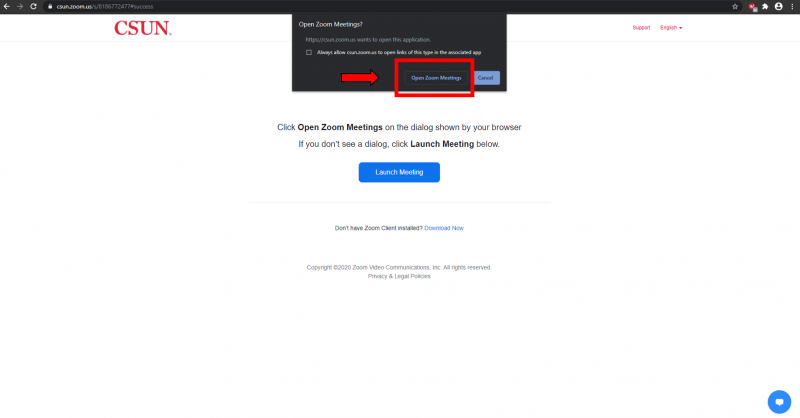 csun.zoom.us/s/8186772477#success
CSUN
Open Zoom Meetings?
https://csun.zoom.us wants to open this application.
Always allow csun.zoom.us to open links of this type in the associated app
Open Zoom Meetings Cancel
Support English
Click Open Zoom Meetings on the dialog shown by your browser
If you don't see a dialog, click Launch Meeting below.
Launch Meeting
Don't have Zoom Client installed? Download Now
Copyright ©2020 Zoom Video Communications, Inc. All rights reserved.
Privacy & Legal Policies